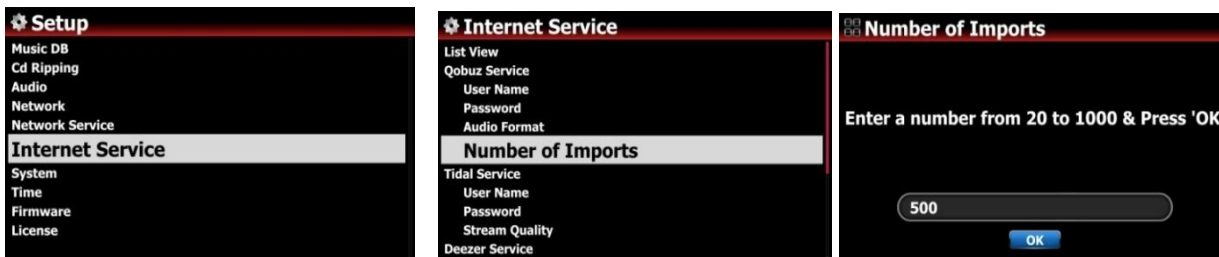 Setup
Music DB
Cd Ripping
Audio
Network
Network Service
Internet Service
System
Time
Firmware
License
Internet Service
List View
Qobuz Service
User Name
Password
Audio Format
Number of Imports
Tidal Service
User Name
Password
Stream Quality
Deezer Service
Number of Imports
Enter a number from 20 to 1000 & Press 'OK
500
OK